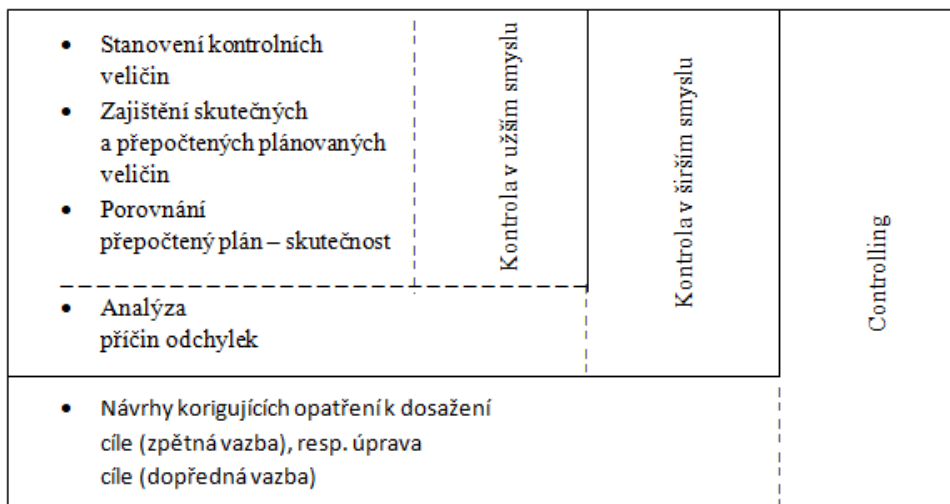 • Stanovení kontrolních
veličin
• Zajištění skutečných
a přepočtených plánovaných
veličin
• Porovnání
přepočtený plán – skutečnost
• Analýza
příčin odchylek
• Návrhy korigujících opatření k dosažení
cíle (zpětná vazba), resp. úprava
cíle (dopředná vazba)
Kontrola v užším smyslu
Kontrola v širším smyslu
Controlling